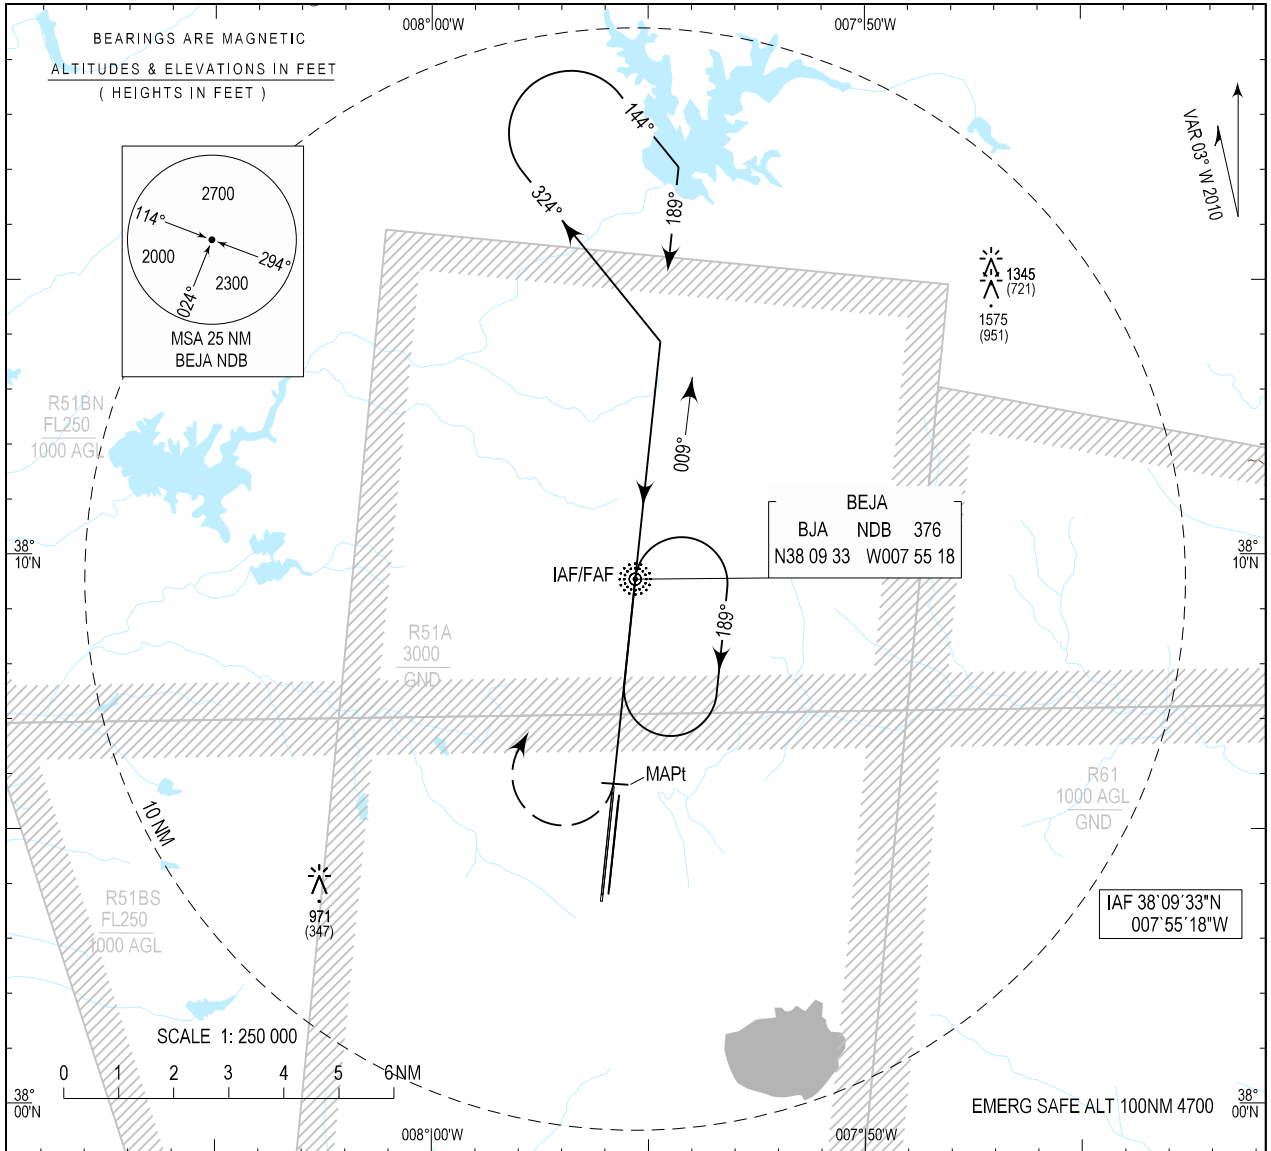 008°00'W
007°50'W
BEARINGS ARE MAGNETIC
ALTITUDES & ELEVATIONS IN FEET
( HEIGHTS IN FEET )
144°
VAR 03° W 2010
2700
114°
324°
189°
2000
294°
2300
024°
1345
(721)
1575
(951)
MSA 25 NM
BEJA NDB
R51BN
FL250
1000 AGL
009°
BEJA
BJA NDB 376
N38 09 33 W007 55 18
38°
10'N
38°
10'N
IAF/FAF
189°
R51A
3000
GND
MAPt
R61
1000 AGL
GND
10 NM
R51BS
FL250
1000 AGL
971
(347)
IAF 38°09'33"N
007°55'18"W
SCALE 1: 250 000
0 1 2 3 4 5 6NM
38°
00'N
EMERG SAFE ALT 100NM 4700
38°
00'N
008°00'W
007°50'W